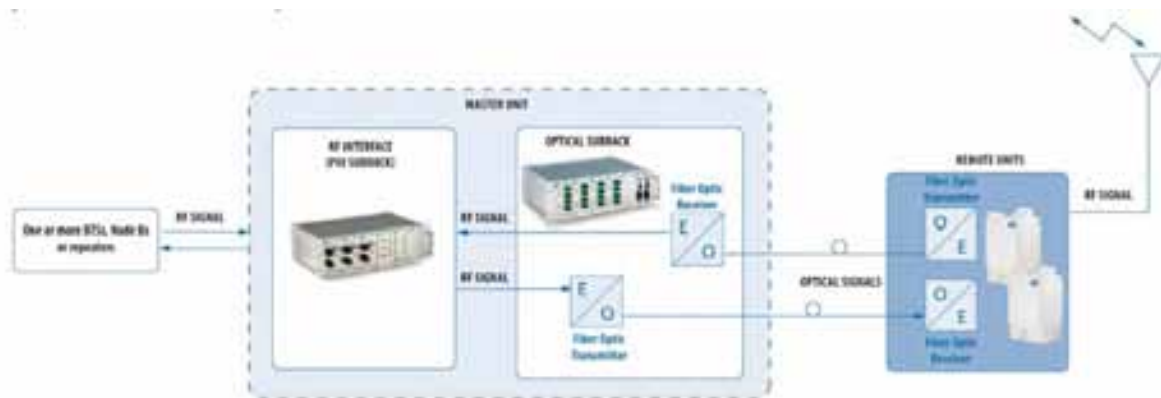 MASTER UNIT
RF INTERFACE
OPTICAL SUBRACK
REMOTE UNITS
One or more BTSs, Node Bs
or repeaters
RF SIGNAL
RF SIGNAL
RF SIGNAL
Fiber Optic
Receiver
E
O
E
O
Fiber Optic
Transmitter
OPTICAL SIGNALS
Fiber Optic
Transmitter
O
E
O
E
Fiber Optic
Receiver
RF SIGNAL